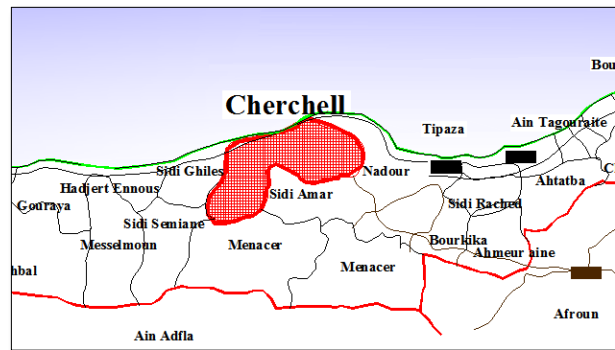 Bou
Cherchell
Ain Tagouraite
Tipaza
Sidi Ghiles
Nadour
C
Hadjert Ennous
Ahtatba
Gouraya
Sidi Amar
Sidi Rached
Sidi Semiane
Messelmoun
Menacer
Bourkika
Ahmeur aine
hbal
Menacer
Afroun
Ain Adfla